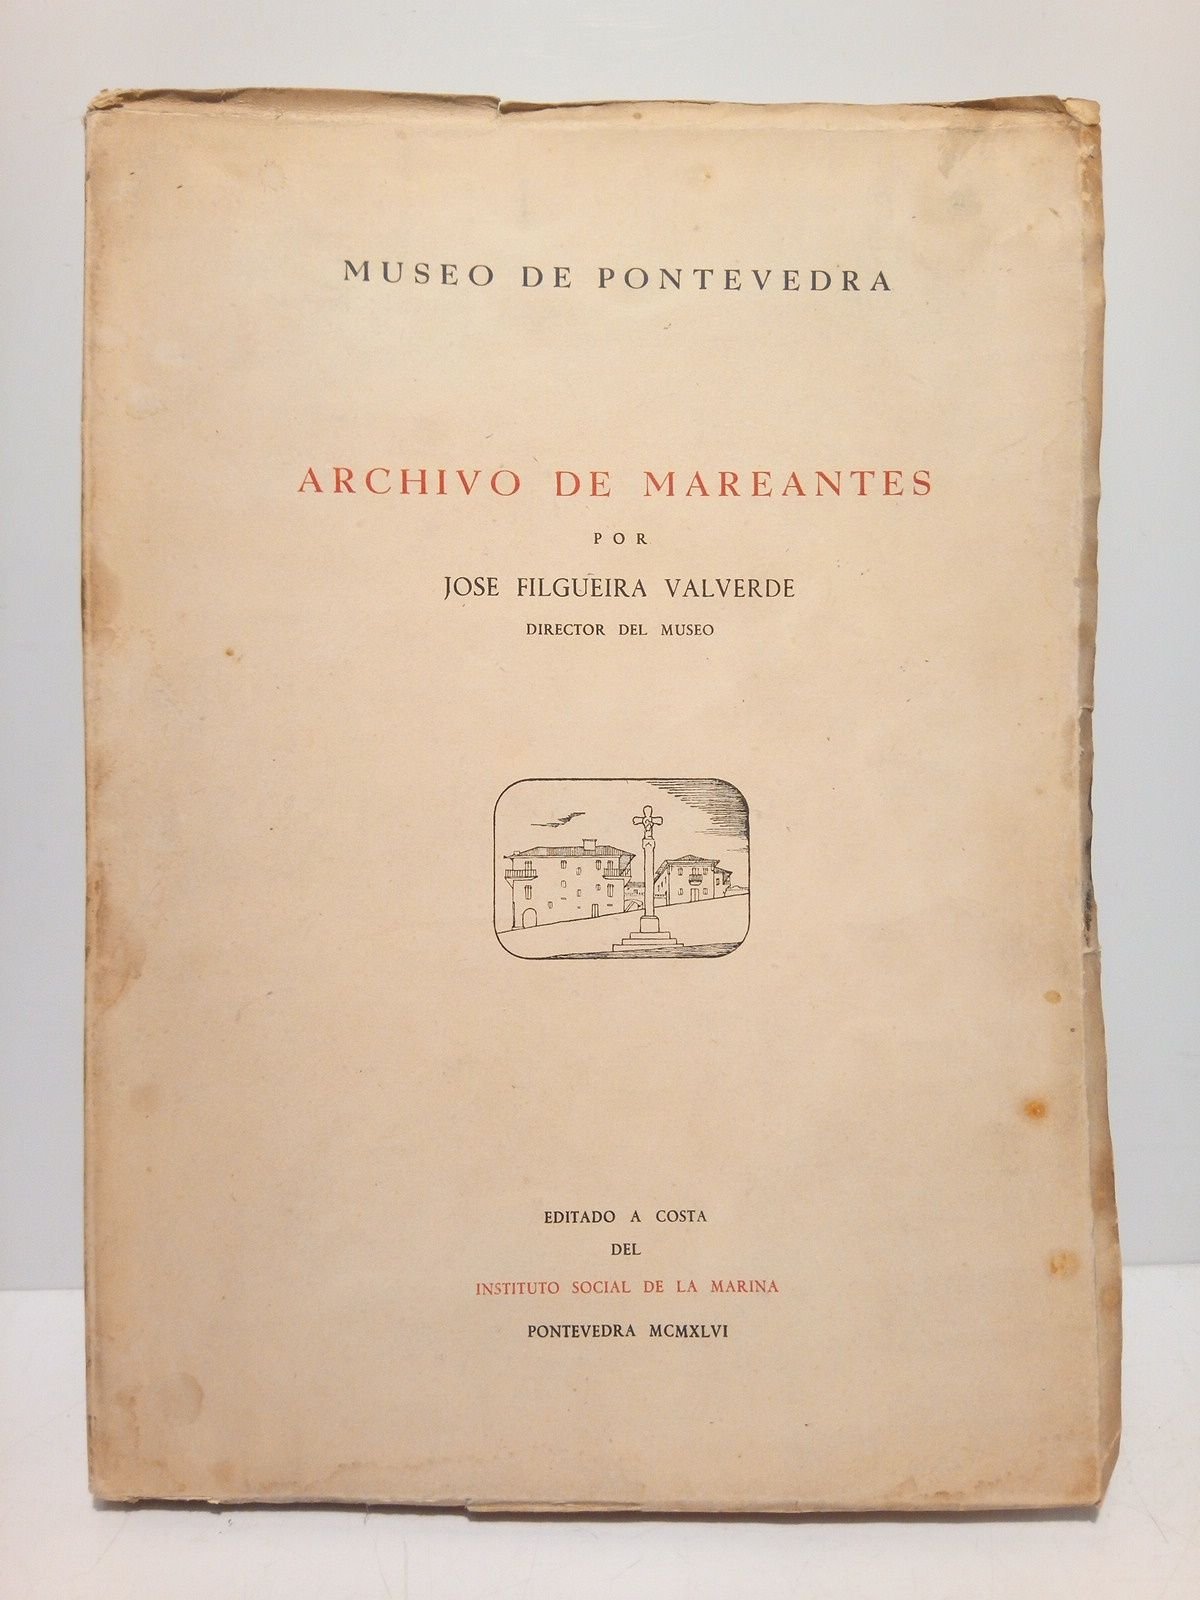 MUSEO DE PONTEVEDRA
ARCHIVO DE MAREANTES
POR
JOSE FILGUEIRA VALVERDE
DIRECTOR DEL MUSEO
EDITADO A COSTA
DEL
INSTITUTO SOCIAL DE LA MARINA
PONTEVEDRA MCMXLVI